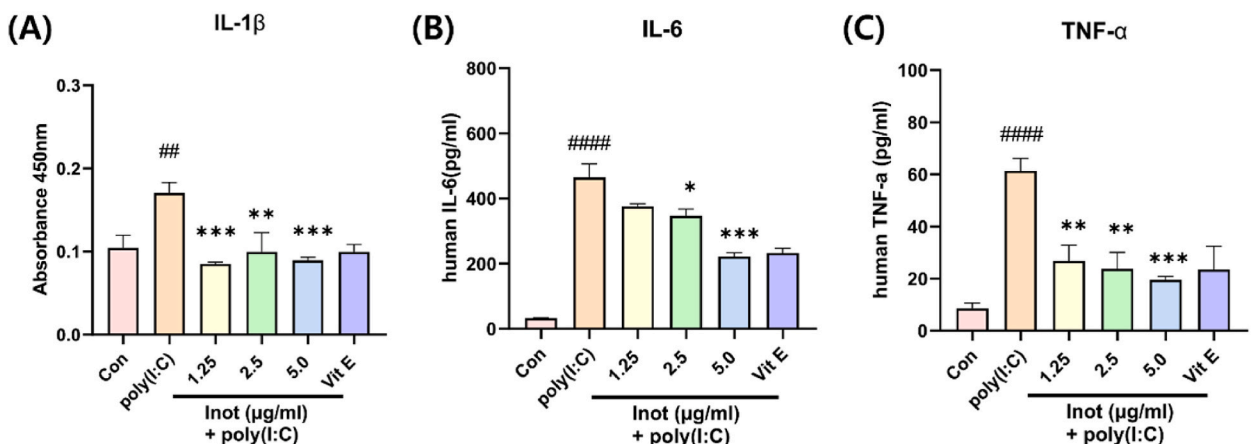 (A)
IL-1β
Absorbance 450nm
0.3
0.2
0.1
0.0
##
***
**
***
Con
poly(I:C)
1.25
2.5
5.0
Vit E
Inot (μg/ml)
+ poly(I:C)
(B)
IL-6
human IL-6(pg/ml)
800
600
400
200
0
####
*
***
Con
poly(I:C)
1.25
2.5
5.0
Vit E
Inot (μg/ml)
+ poly(I:C)
(C)
TNF-α
human TNF-a (pg/ml)
100
80
60
40
20
0
####
**
**
***
Con
poly(I:C)
1.25
2.5
5.0
Vit E
Inot (μg/ml)
+ poly(I:C)